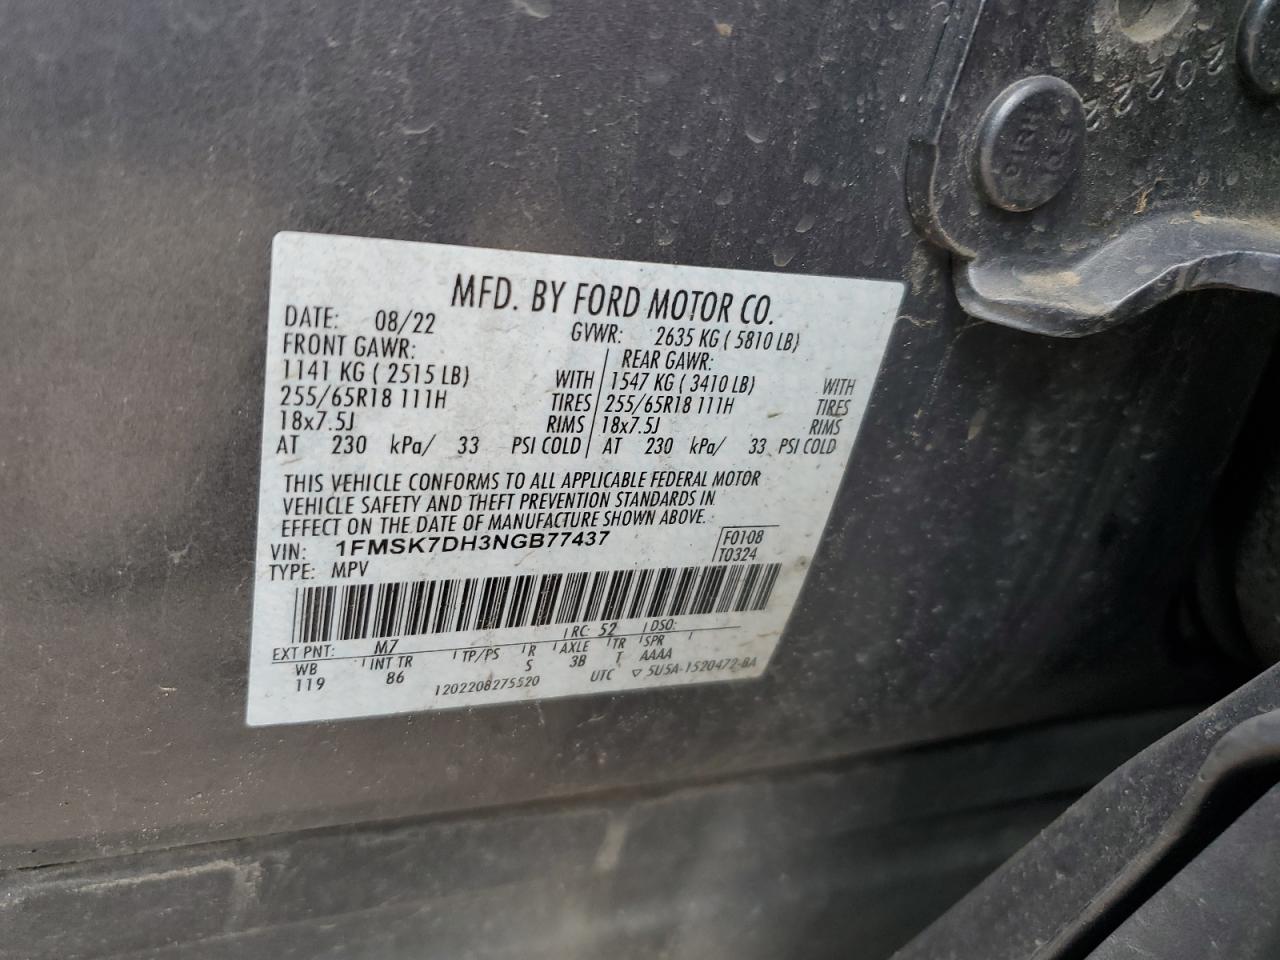 MFD. BY FORD MOTOR CO.
DATE: 08/22 GVWR: 2635 KG ( 5810 LB)
FRONT GAWR: REAR GAWR:
1141 KG ( 2515 LB) WITH 1547 KG ( 3410 LB) WITH
255/65R18 111H TIRES 255/65R18 111H TIRES
18x7.5J RIMS 18x7.5J RIMS
AT 230 kPa/ 33 PSI COLD AT 230 kPa/ 33 PSI COLD
THIS VEHICLE CONFORMS TO ALL APPLICABLE FEDERAL MOTOR
VEHICLE SAFETY AND THEFT PREVENTION STANDARDS IN
EFFECT ON THE DATE OF MANUFACTURE SHOWN ABOVE.
VIN: 1FMSK7DH3NGB77437 F0108
TYPE: MPV T0324
EXT PNT: M7 RC: 52 DSO:
WB INT TR TP/PS R AXLE TR SPR
119 86 S 3B T AAAA
1202208275520 UTC ▽ 5U5A-1520472-BA
2022